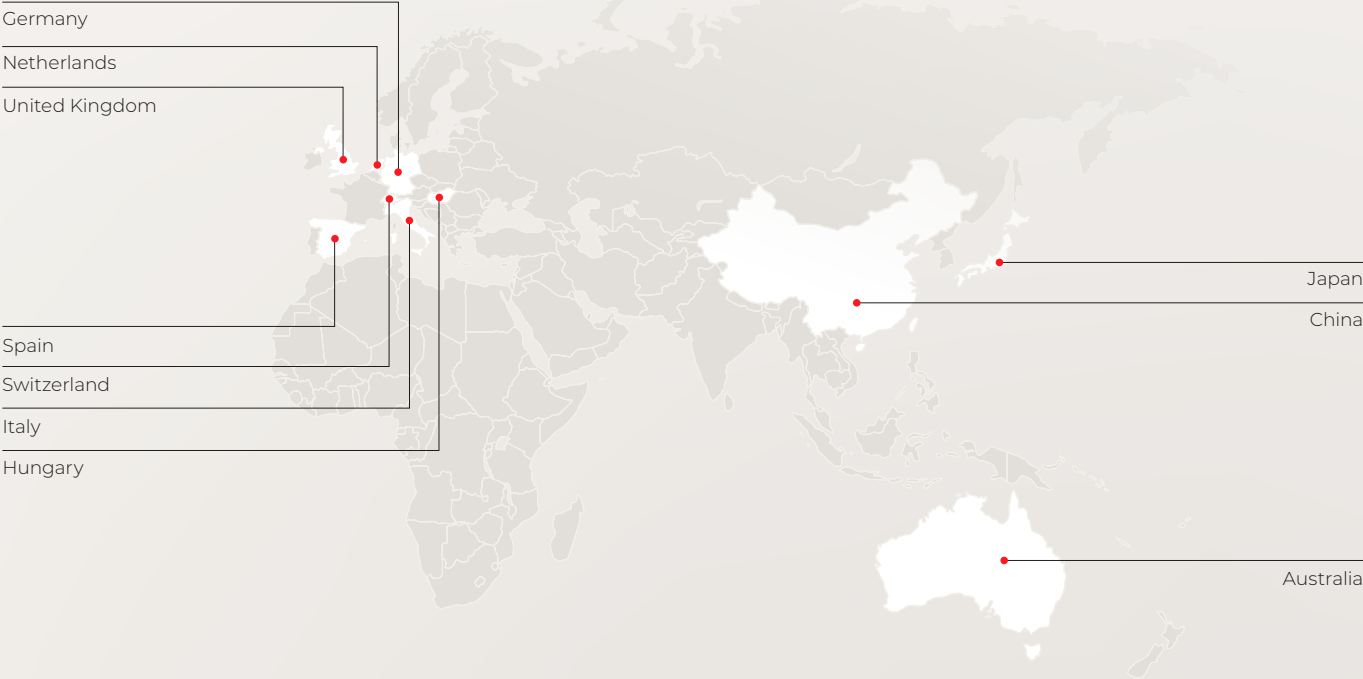 Germany
Netherlands
United Kingdom
Spain
Switzerland
Italy
Hungary
Japan
China
Australia